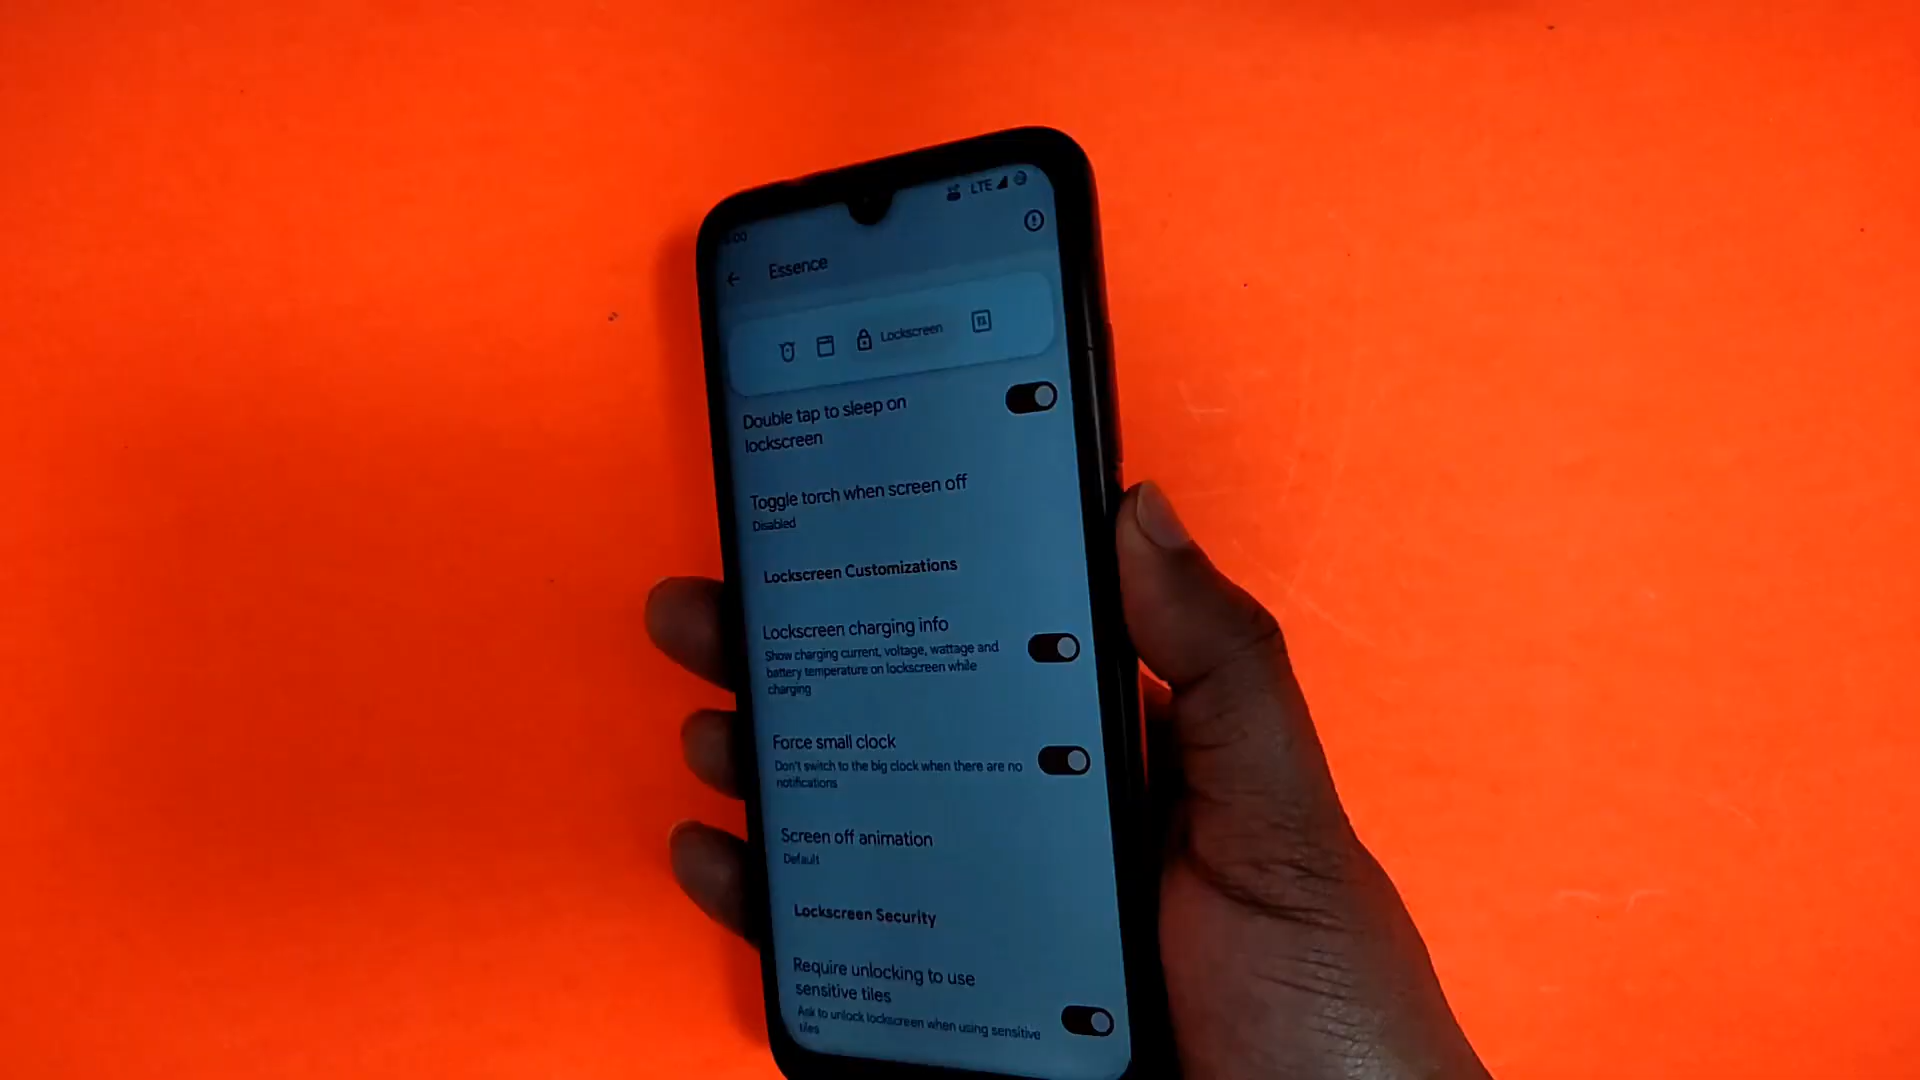 LTE
Essence
Lockscreen
Double tap to sleep on
lockscreen
Toggle torch when screen off
Disabled
Lockscreen Customizations
Lockscreen charging info
Show charging current, voltage, wattage and
battery temperature on lockscreen while
charging
Force small clock
Don't switch to the big clock when there are no
notifications
Screen off animation
Default
Lockscreen Security
Require unlocking to use
sensitive tiles
Ask to unlock lockscreen when using sensitive
tiles